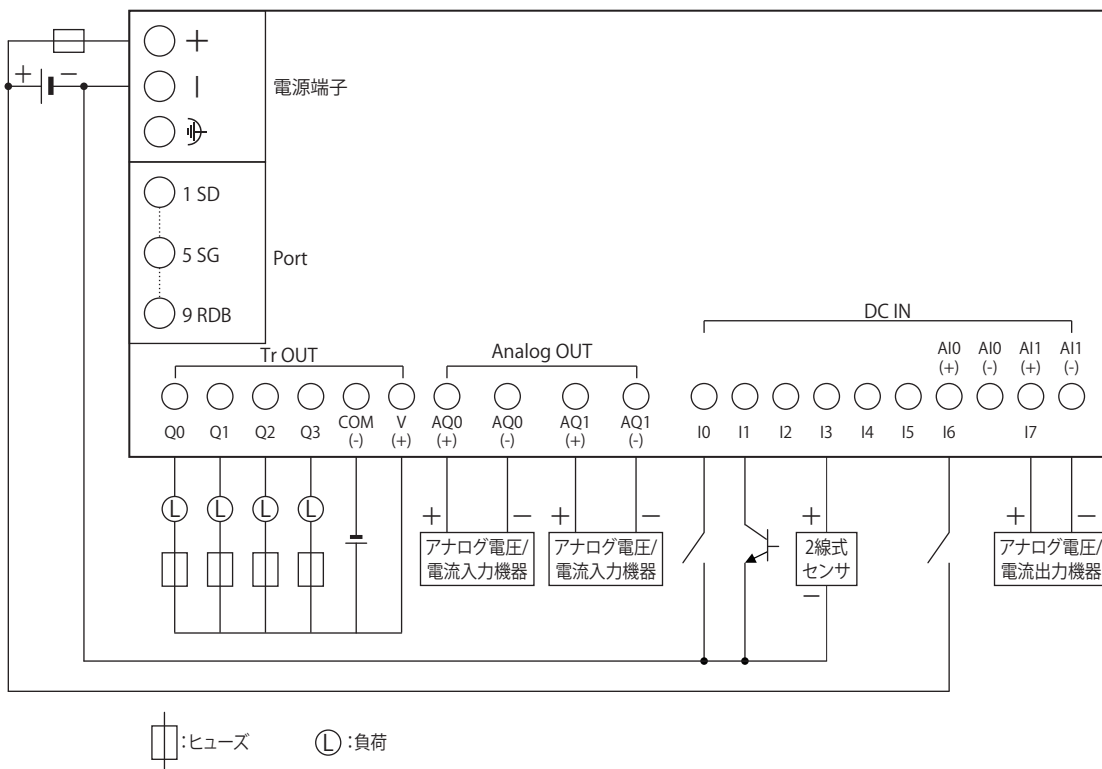 +
−
電源端子
+
−
1 SD
5 SG
Port
9 RDB
DC IN
Tr OUT
Analog OUT
AI0
(+)
AI0
(-)
AI1
(+)
AI1
(-)
Q0
Q1
Q2
Q3
COM
(-)
V
(+)
AQ0
(+)
AQ0
(-)
AQ1
(+)
AQ1
(-)
I0
I1
I2
I3
I4
I5
I6
I7
L
L
L
L
+
−
アナログ電圧/
電流入力機器
+
−
アナログ電圧/
電流入力機器
+
2線式
センサ
−
+
−
アナログ電圧/
電流出力機器
:ヒューズ
L
:負荷